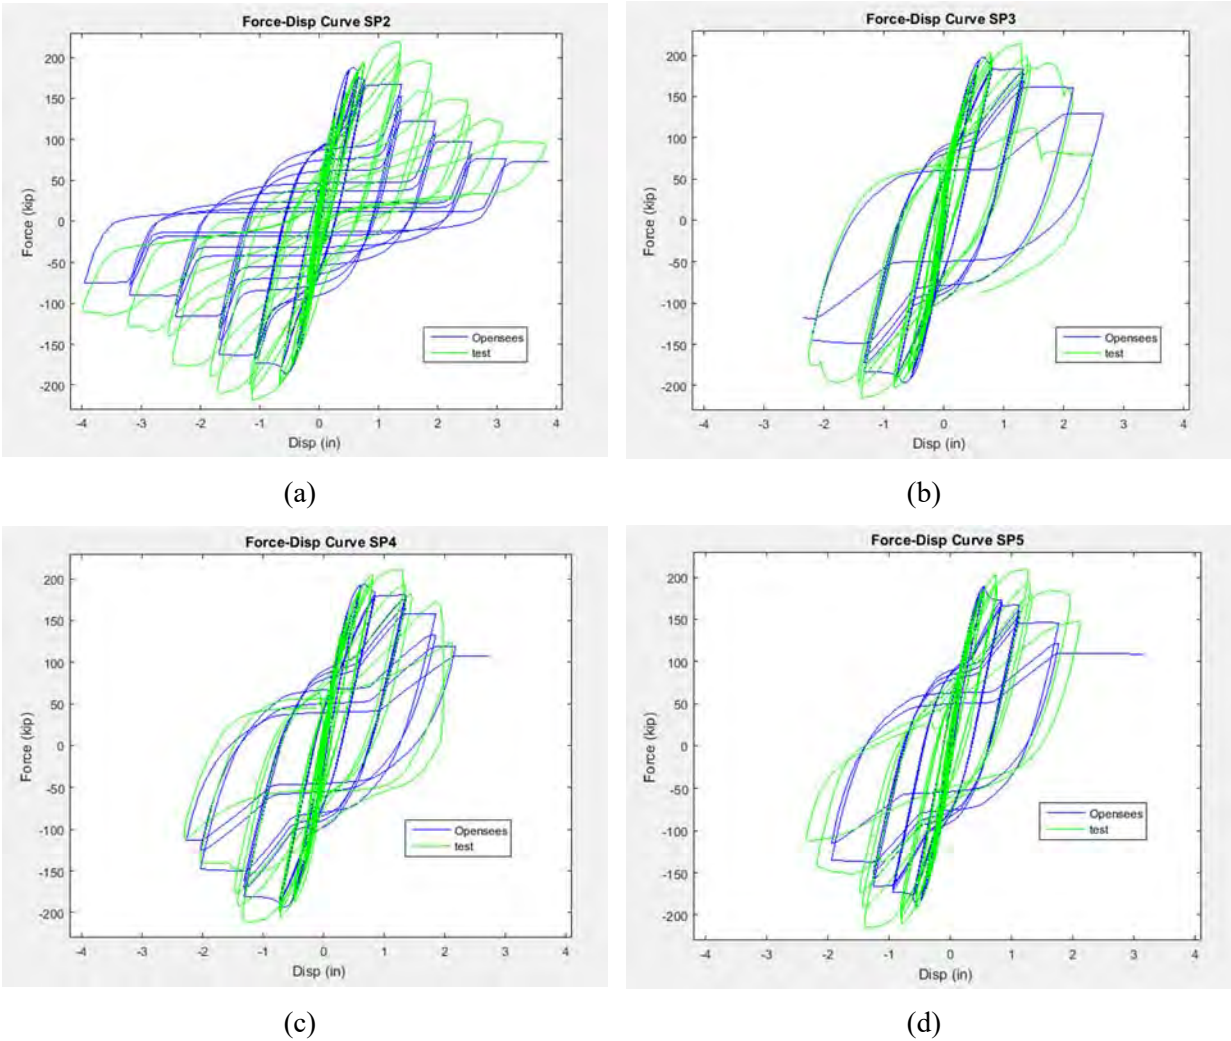 Force-Disp Curve SP2
200
150
100
50
0
-50
-100
-150
-200
Force (kip)
-4 -3 -2 -1 0 1 2 3 4
Disp (in)
Opensees
test
(a)
Force-Disp Curve SP3
200
150
100
50
0
-50
-100
-150
-200
Force (kip)
-4 -3 -2 -1 0 1 2 3 4
Disp (in)
Opensees
test
(b)
Force-Disp Curve SP4
200
150
100
50
0
-50
-100
-150
-200
Force (kip)
-4 -3 -2 -1 0 1 2 3 4
Disp (in)
Opensees
test
(c)
Force-Disp Curve SP5
200
150
100
50
0
-50
-100
-150
-200
Force (kip)
-4 -3 -2 -1 0 1 2 3 4
Disp (in)
Opensees
test
(d)